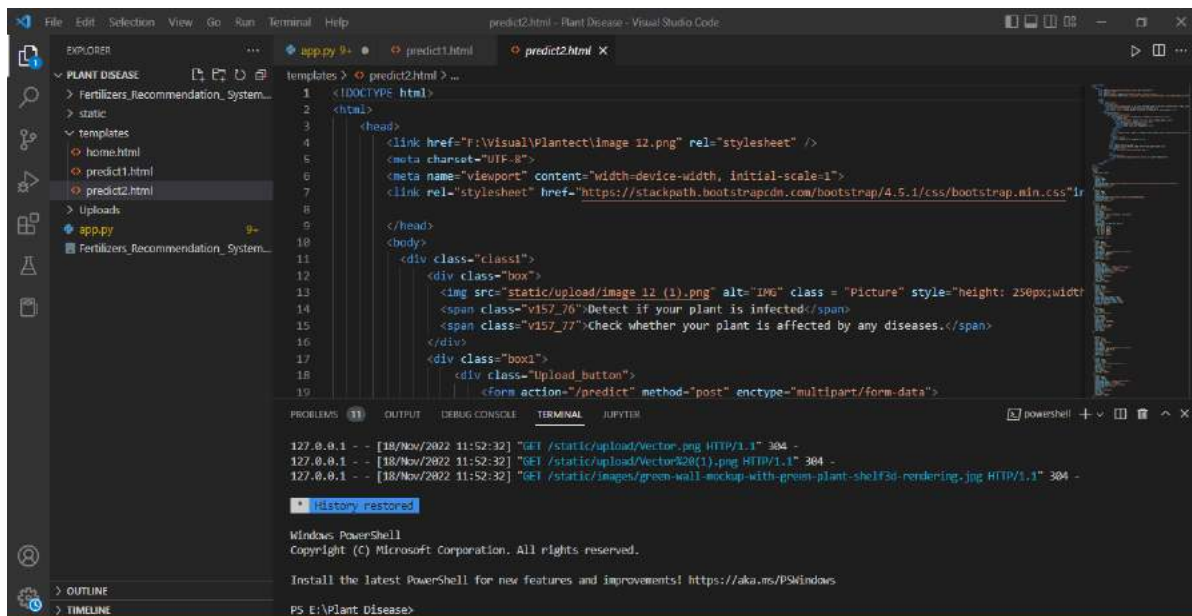 File Edit Selection View Go Run Terminal Help predict2.html - Plant Disease - Visual Studio Code
EXPLORER
PLANT DISEASE
Fertilizers_Recommendation_ System...
static
templates
home.html
predict1.html
predict2.html
Uploads
app.py 9+
Fertilizers_Recommendation_ System...
OUTLINE
TIMELINE
app.py 9+ predict1.html predict2.html
templates > predict2.html > ...
1 <!DOCTYPE html>
2 <html>
3 <head>
4 <link href="F:\Visual\Plantect\image 12.png" rel="stylesheet" />
5 <meta charset="UTF-8">
6 <meta name="viewport" content="width=device-width, initial-scale=1">
7 <link rel="stylesheet" href="https://stackpath.bootstrapcdn.com/bootstrap/4.5.1/css/bootstrap.min.css"in
8
9 </head>
10 <body>
11 <div class="class1">
12 <div class="box">
13 <img src="static/upload/image 12 (1).png" alt="IMG" class = "Picture" style="height: 250px;width
14 <span class="v157_76">Detect if your plant is infected</span>
15 <span class="v157_77">Check whether your plant is affected by any diseases.</span>
16 </div>
17 <div class="box1">
18 <div class="Upload_button">
19 <form action="/predict" method="post" enctype="multipart/form-data">
PROBLEMS 11 OUTPUT DEBUG CONSOLE TERMINAL JUPYTER powershell
127.0.0.1 - - [18/Nov/2022 11:52:32] "GET /static/upload/Vector.png HTTP/1.1" 304 -
127.0.0.1 - - [18/Nov/2022 11:52:32] "GET /static/upload/Vector%20(1).png HTTP/1.1" 304 -
127.0.0.1 - - [18/Nov/2022 11:52:32] "GET /static/images/green-wall-mockup-with-green-plant-shelf3d-rendering.jpg HTTP/1.1" 304 -
* History restored
Windows PowerShell
Copyright (C) Microsoft Corporation. All rights reserved.
Install the latest PowerShell for new features and improvements! https://aka.ms/PSWindows
PS E:\Plant Disease>